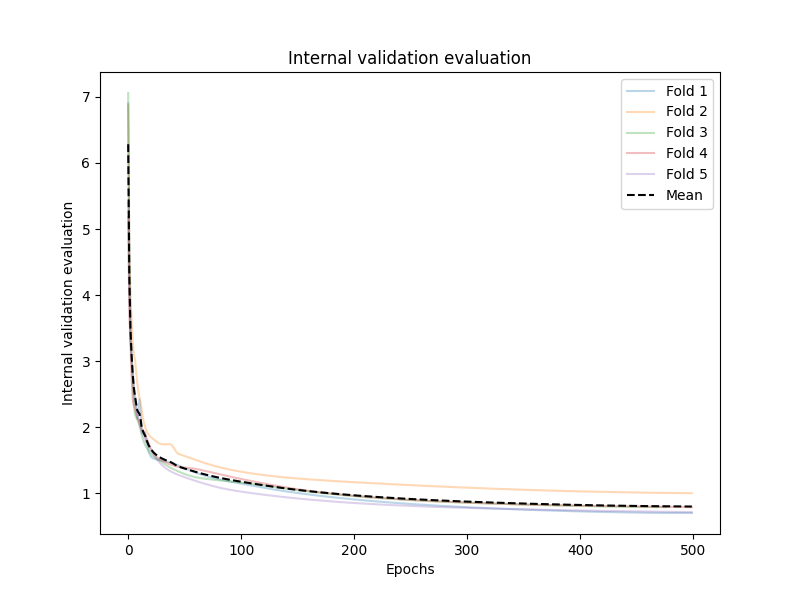 Internal validation evaluation
Internal validation evaluation
7
6
5
4
3
2
1
Fold 1
Fold 2
Fold 3
Fold 4
Fold 5
Mean
0
100
200
300
400
500
Epochs